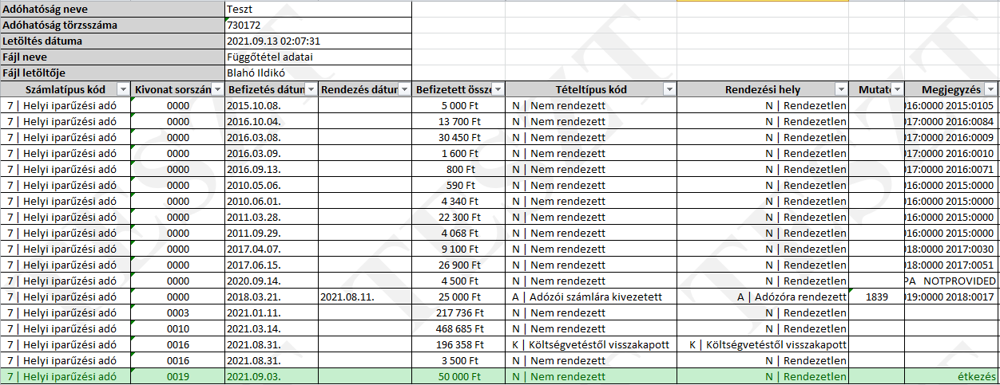 Adóhatóság neve Teszt
Adóhatóság törzsszáma 730172
Letöltés dátuma 2021.09.13 02:07:31
Fájl neve Függőtétel adatai
Fájl letöltője Blahó Ildikó
Számlatípus kód Kivonat sorszán Befizetés dátun Rendezés dátur Befizetett össze Tételtípus kód Rendezési hely Mutatc Megjegyzés
7 | Helyi iparűzési adó 0000 2015.10.08. 5 000 Ft N | Nem rendezett N | Rendezetlen 016:0000 2015:0105
7 | Helyi iparűzési adó 0000 2016.10.04. 13 700 Ft N | Nem rendezett N | Rendezetlen 017:0000 2016:0084
7 | Helyi iparűzési adó 0000 2016.03.08. 30 450 Ft N | Nem rendezett N | Rendezetlen 017:0000 2016:0009
7 | Helyi iparűzési adó 0000 2016.03.09. 1 600 Ft N | Nem rendezett N | Rendezetlen 017:0000 2016:0010
7 | Helyi iparűzési adó 0000 2016.09.13. 800 Ft N | Nem rendezett N | Rendezetlen 017:0000 2016:0071
7 | Helyi iparűzési adó 0000 2010.05.06. 590 Ft N | Nem rendezett N | Rendezetlen 016:0000 2015:0000
7 | Helyi iparűzési adó 0000 2010.06.01. 4 340 Ft N | Nem rendezett N | Rendezetlen 016:0000 2015:0000
7 | Helyi iparűzési adó 0000 2011.03.28. 22 300 Ft N | Nem rendezett N | Rendezetlen 016:0000 2015:0000
7 | Helyi iparűzési adó 0000 2011.09.29. 4 068 Ft N | Nem rendezett N | Rendezetlen 016:0000 2015:0000
7 | Helyi iparűzési adó 0000 2017.04.07. 9 100 Ft N | Nem rendezett N | Rendezetlen 018:0000 2017:0030
7 | Helyi iparűzési adó 0000 2017.06.15. 26 900 Ft N | Nem rendezett N | Rendezetlen 018:0000 2017:0051
7 | Helyi iparűzési adó 0000 2020.09.14. 4 500 Ft N | Nem rendezett N | Rendezetlen PA NOTPROVIDED
7 | Helyi iparűzési adó 0000 2018.03.21. 2021.08.11. 25 000 Ft A | Adózói számlára kivezetett A | Adózóra rendezett 1839 019:0000 2018:0017
7 | Helyi iparűzési adó 0003 2021.01.11. 217 736 Ft N | Nem rendezett N | Rendezetlen
7 | Helyi iparűzési adó 0010 2021.03.14. 468 685 Ft N | Nem rendezett N | Rendezetlen
7 | Helyi iparűzési adó 0016 2021.08.31. 196 358 Ft K | Költségvetéstől visszakapott K | Költségvetéstől visszakapott
7 | Helyi iparűzési adó 0016 2021.08.31. 3 500 Ft N | Nem rendezett N | Rendezetlen
7 | Helyi iparűzési adó 0019 2021.09.03. 50 000 Ft N | Nem rendezett N | Rendezetlen étkezés
TESZT
TESZT
TESZT